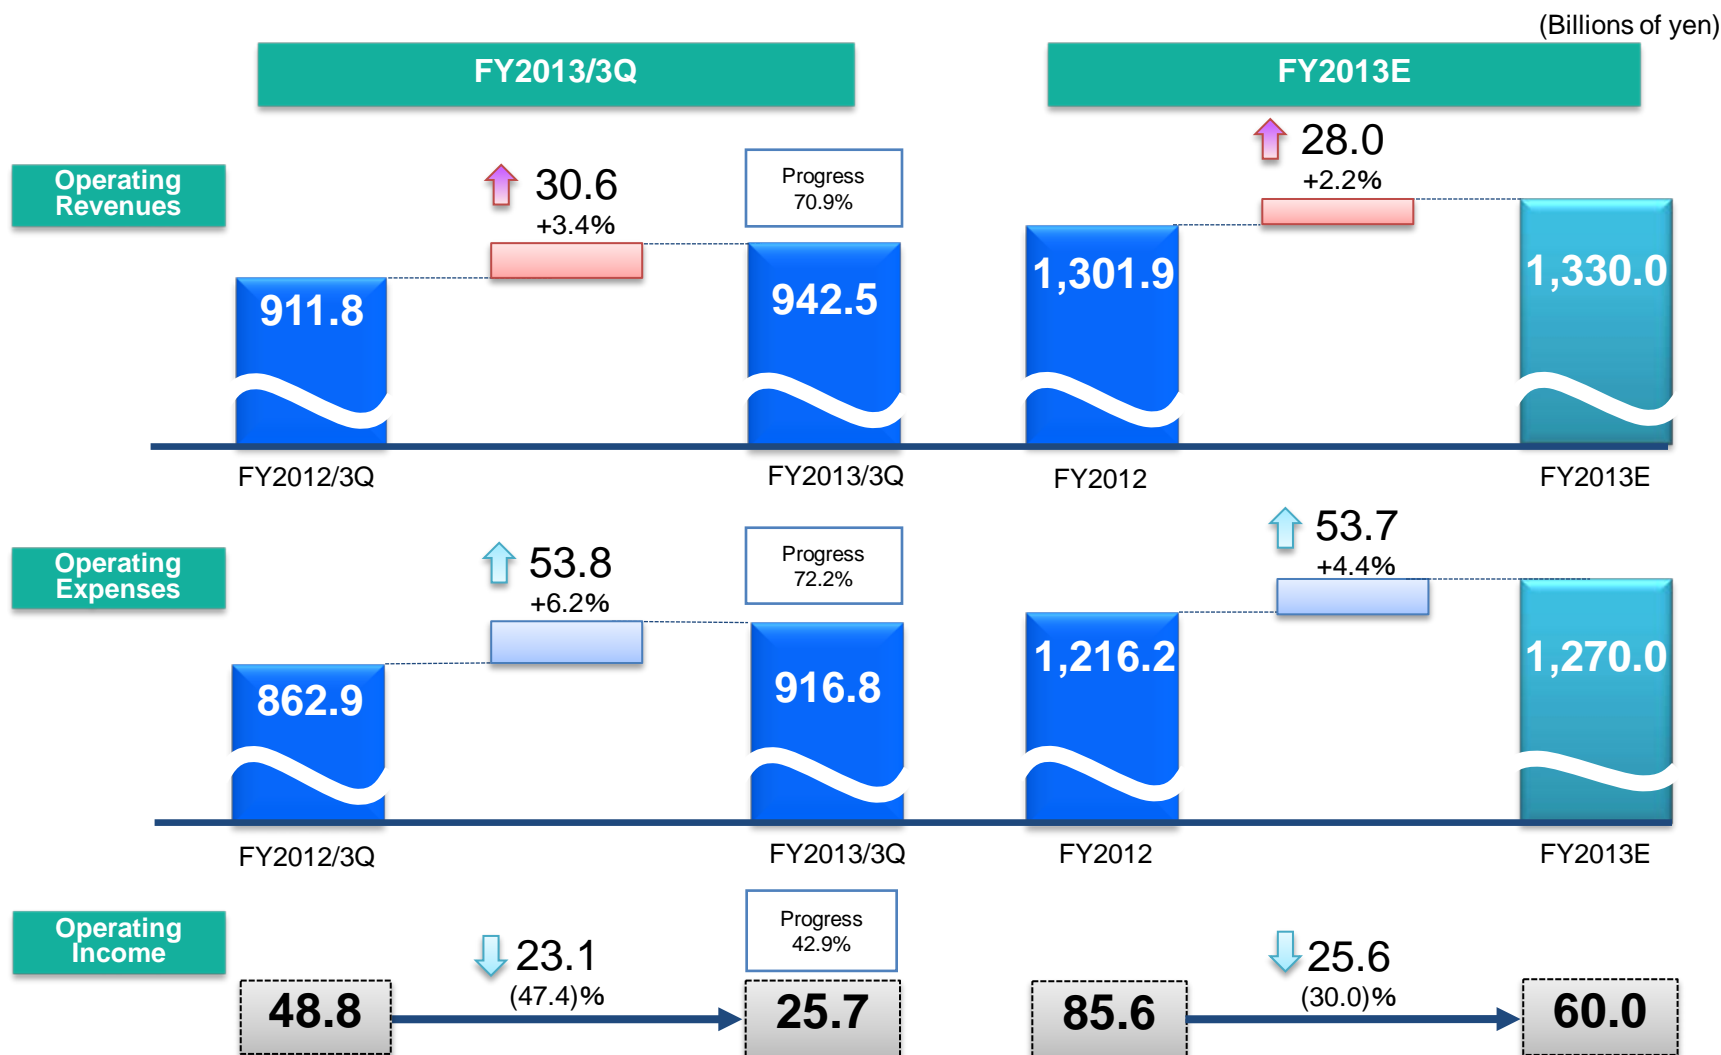 (Billions of yen)
FY2013/3Q
FY2013E
Operating
Revenues
30.6
+3.4%
Progress
70.9%
28.0
+2.2%
911.8
942.5
1,301.9
1,330.0
FY2012/3Q
FY2013/3Q
FY2012
FY2013E
Operating
Expenses
53.8
+6.2%
Progress
72.2%
53.7
+4.4%
862.9
916.8
1,216.2
1,270.0
FY2012/3Q
FY2013/3Q
FY2012
FY2013E
Operating
Income
23.1
(47.4)%
Progress
42.9%
25.6
(30.0)%
48.8
25.7
85.6
60.0